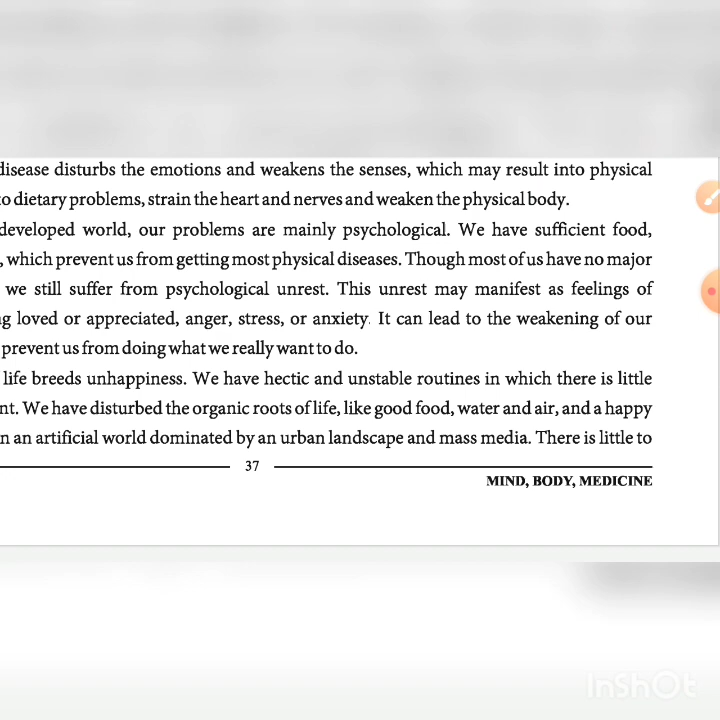 disease disturbs the emotions and weakens the senses, which may result into physical
to dietary problems, strain the heart and nerves and weaken the physical body.
developed world, our problems are mainly psychological. We have sufficient food,
, which prevent us from getting most physical diseases. Though most of us have no major
we still suffer from psychological unrest. This unrest may manifest as feelings of
g loved or appreciated, anger, stress, or anxiety. It can lead to the weakening of our
prevent us from doing what we really want to do.
life breeds unhappiness. We have hectic and unstable routines in which there is little
nt. We have disturbed the organic roots of life, like good food, water and air, and a happy
n an artificial world dominated by an urban landscape and mass media. There is little to
37
MIND, BODY, MEDICINE
InShOt